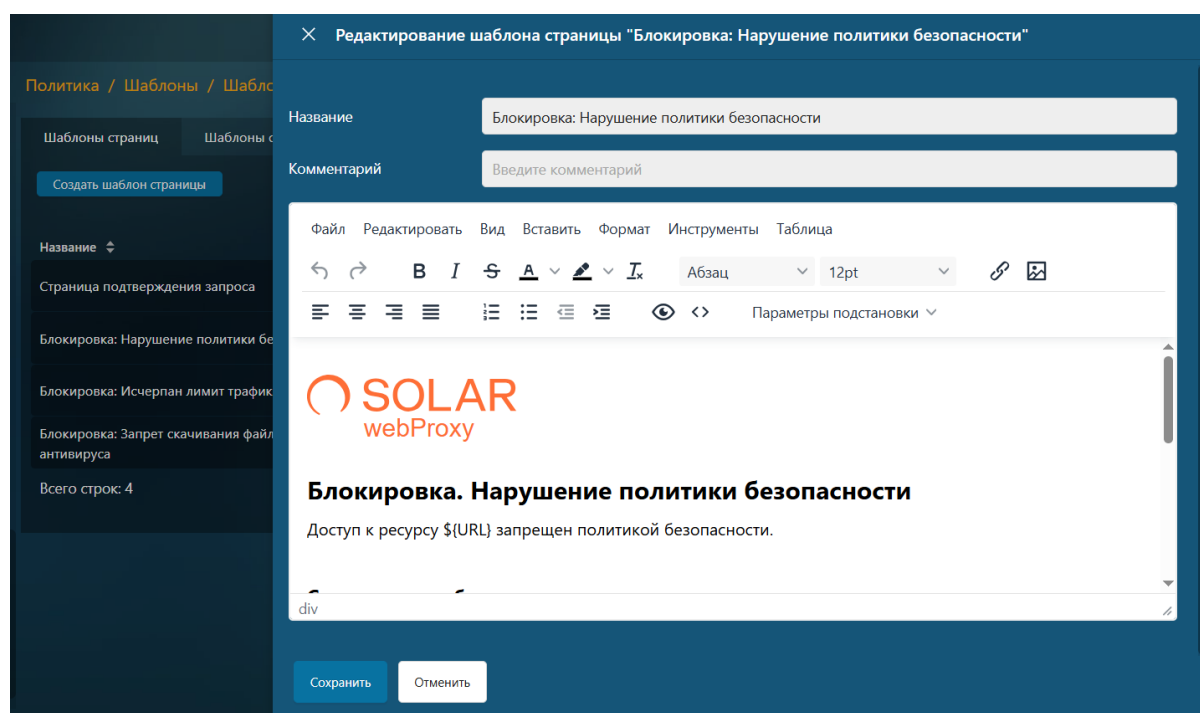 Редактирование шаблона страницы "Блокировка: Нарушение политики безопасности"
Политика / Шаблоны / Шабло
Шаблоны страниц Шаблоны с
Создать шаблон страницы
Название
Страница подтверждения запроса
Блокировка: Нарушение политики бе
Блокировка: Исчерпан лимит трафик
Блокировка: Запрет скачивания файл
антивируса
Всего строк: 4
Название Блокировка: Нарушение политики безопасности
Комментарий Введите комментарий
Файл Редактировать Вид Вставить Формат Инструменты Таблица
Абзац 12pt
Параметры подстановки
SOLAR
webProxy
Блокировка. Нарушение политики безопасности
Доступ к ресурсу ${URL} запрещен политикой безопасности.
div
Сохранить Отменить